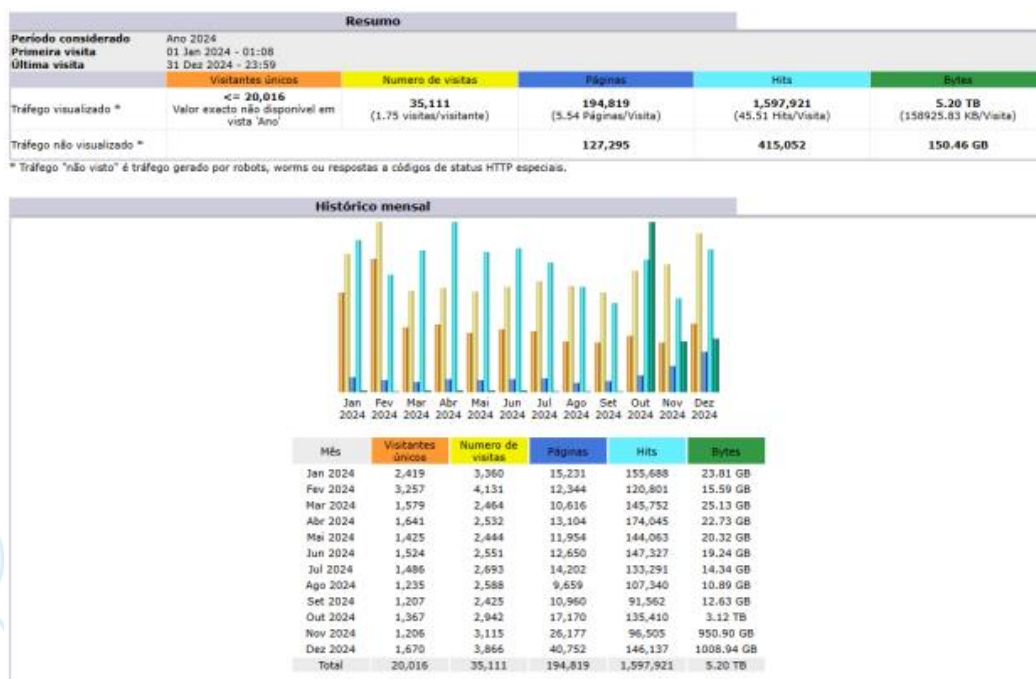 Resumo
Período considerado Ano 2024
Primeira visita 01 Jan 2024 - 01:08
Última visita 31 Dez 2024 - 23:59
Visitantes únicos Numero de visitas Páginas Hits Bytes
Tráfego visualizado * <= 20,016 Valor exacto não disponível em vista 'Ano' 35,111 (1.75 visitas/visitante) 194,819 (5.54 Páginas/Visita) 1,597,921 (45.51 Hits/Visita) 5.20 TB (158925.83 KB/Visita)
Tráfego não visualizado * 127,295 415,052 150.46 GB
* Tráfego "não visto" é tráfego gerado por robots, worms ou respostas a códigos de status HTTP especiais.
Histórico mensal
Jan Fev Mar Abr Mai Jun Jul Ago Set Out Nov Dez
2024 2024 2024 2024 2024 2024 2024 2024 2024 2024 2024 2024
Mês Visitantes únicos Numero de visitas Páginas Hits Bytes
Jan 2024 2,419 3,360 15,231 155,688 23.81 GB
Fev 2024 3,257 4,131 12,344 120,801 15.59 GB
Mar 2024 1,579 2,464 10,616 145,752 25.13 GB
Abr 2024 1,641 2,532 13,104 174,045 22.73 GB
Mai 2024 1,425 2,444 11,954 144,063 20.32 GB
Jun 2024 1,524 2,551 12,650 147,327 19.24 GB
Jul 2024 1,486 2,693 14,202 133,291 14.34 GB
Ago 2024 1,235 2,588 9,659 107,340 10.89 GB
Set 2024 1,207 2,425 10,960 91,562 12.63 GB
Out 2024 1,367 2,942 17,170 135,410 3.12 TB
Nov 2024 1,206 3,115 26,177 96,505 950.90 GB
Dez 2024 1,670 3,866 40,752 146,137 1008.94 GB
Total 20,016 35,111 194,819 1,597,921 5.20 TB